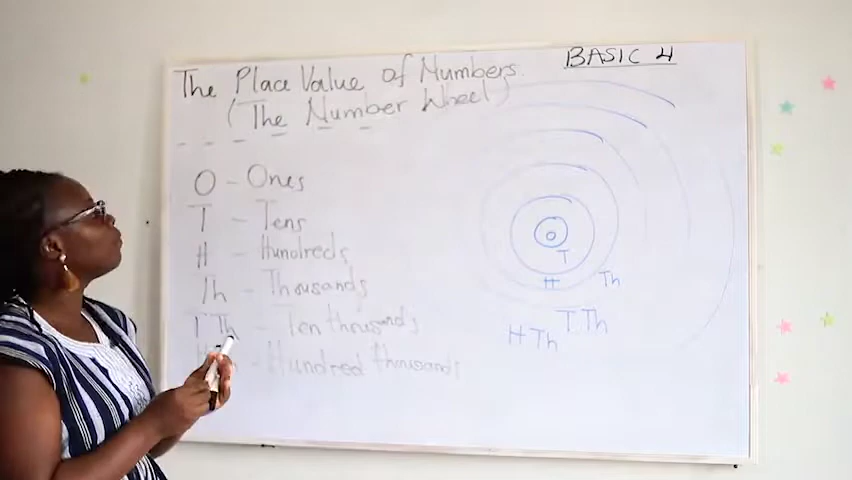 The Place Value of Numbers.
(The Number Wheel)
BASIC 4
O - Ones
T - Tens
H - Hundreds
Th - Thousands
T Th - Ten thousands
- Hundred thousands
O
T
H
Th
T.Th
H Th